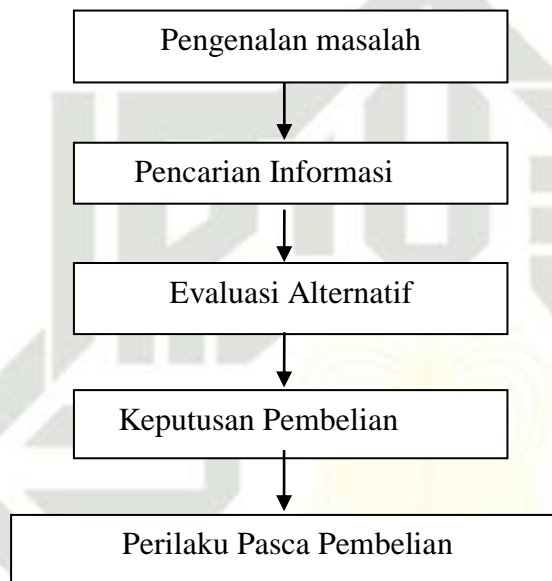 Pengenalan masalah
Pencarian Informasi
Evaluasi Alternatif
Keputusan Pembelian
Perilaku Pasca Pembelian